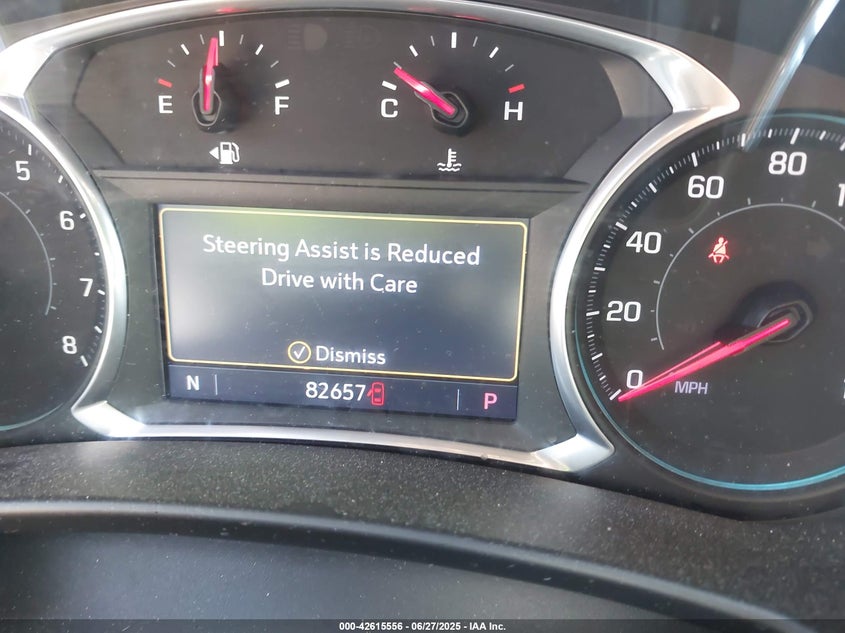 E F
C H
5
6
7
8
Steering Assist is Reduced
Drive with Care
Dismiss
N 82657 P
80
60
40
20
0
MPH
000-42615556 - 06/27/2025 - IAA Inc.